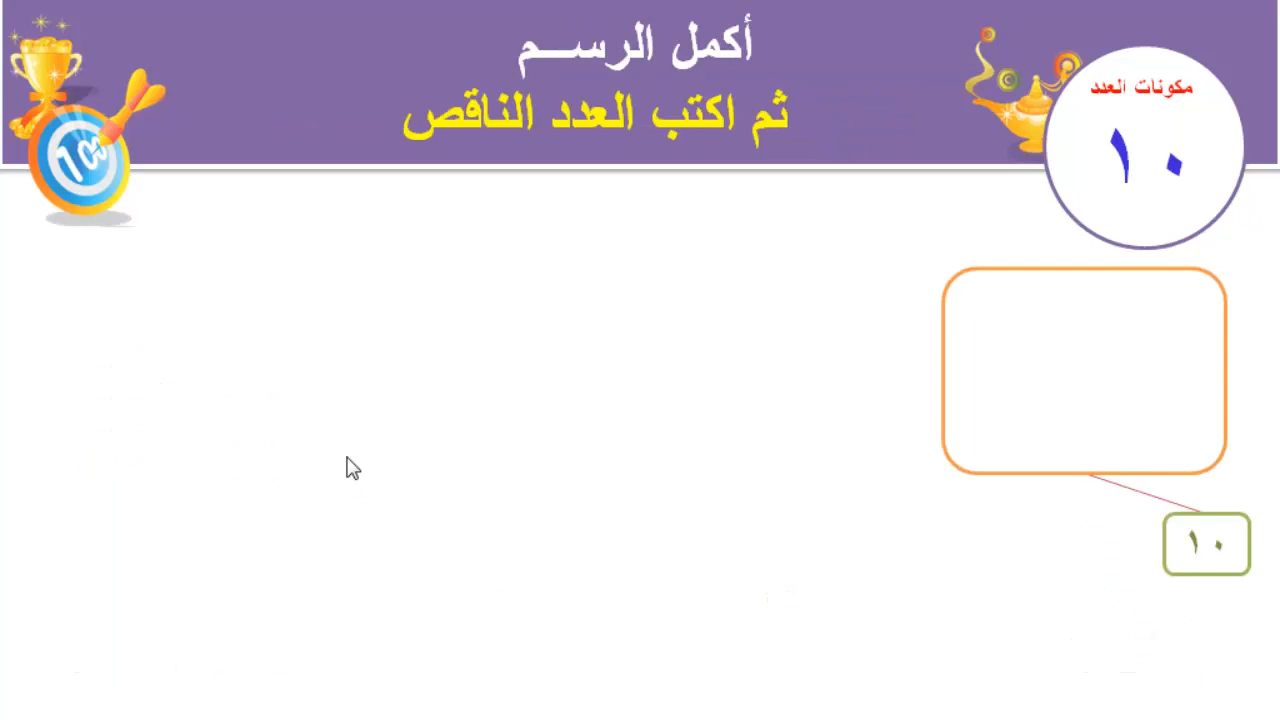 أكمل الرســم
ثم اكتب العدد الناقص
مكونات العدد
١٠
١٠